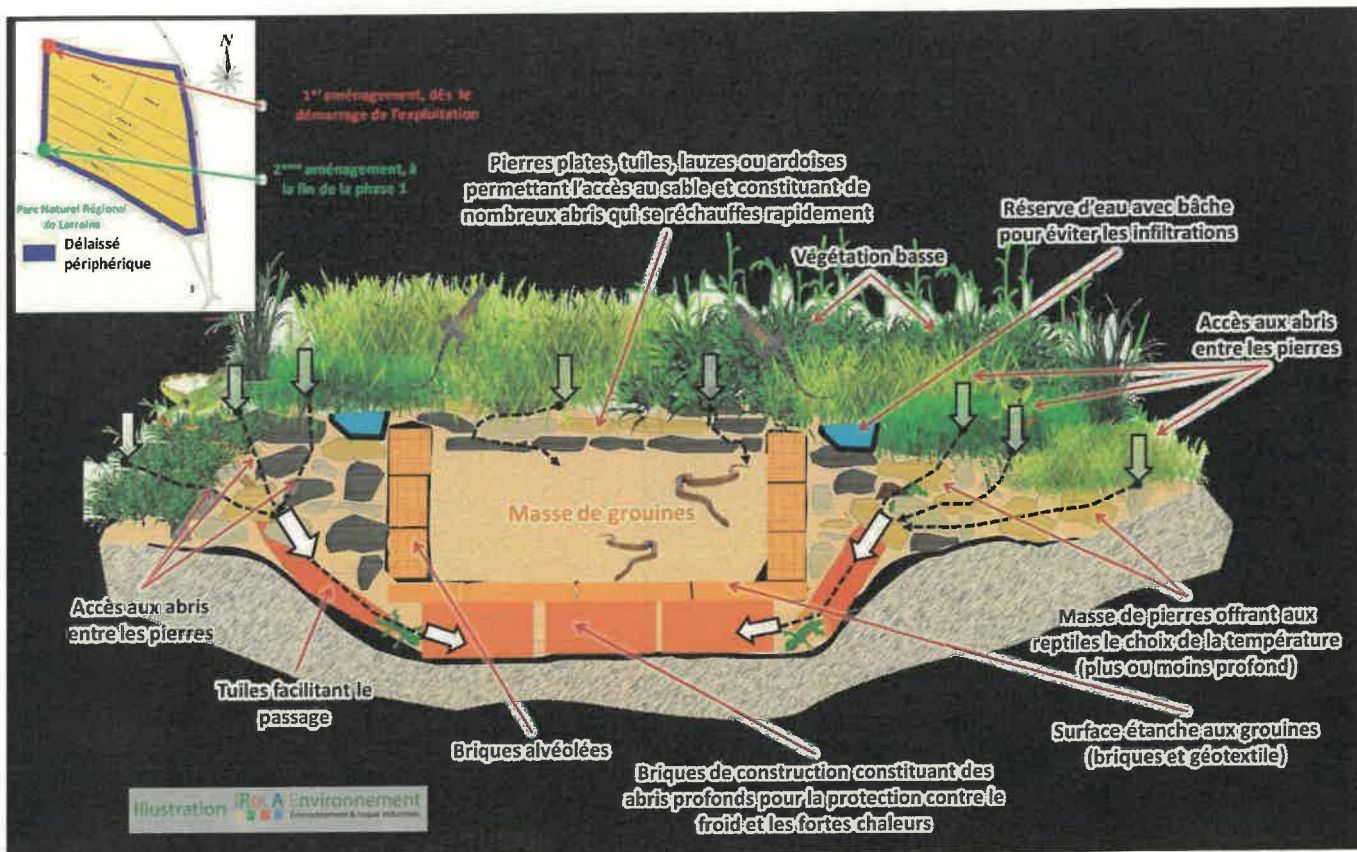 N
1er aménagement, dès le
démarrage de l'exploitation
2ème aménagement, à
la fin de la phase 1
Parc Naturel Régional
de Lorraine
Délaissé
périphérique
Pierres plates, tuiles, lauzes ou ardoises
permettant l'accès au sable et constituant de
nombreux abris qui se réchauffes rapidement
Réserve d'eau avec bâche
pour éviter les infiltrations
Végétation basse
Accès aux abris
entre les pierres
Masse de grouines
Accès aux abris
entre les pierres
Masse de pierres offrant aux
reptiles le choix de la température
(plus ou moins profond)
Tuiles facilitant le
passage
Briques alvéolées
Surface étanche aux grouines
(briques et géotextile)
Briques de construction constituant des
abris profonds pour la protection contre le
froid et les fortes chaleurs
Illustration
Environnement